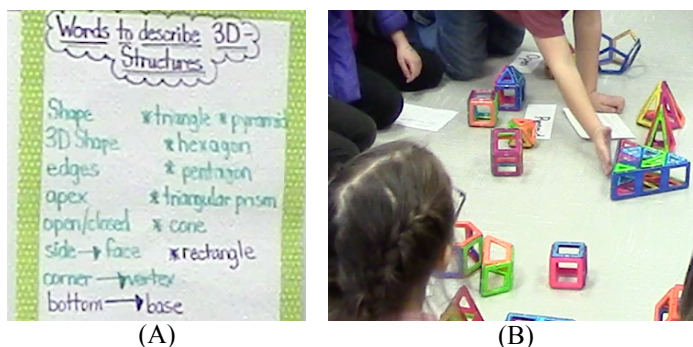 Words to describe 3D-
Structures
Shape *triangle *pyramid
3D Shape *hexagon
edges *pentagon
apex *triangular prism
open/closed *cone
side → face *rectangle
corner → vertex
bottom → base
(A) (B)